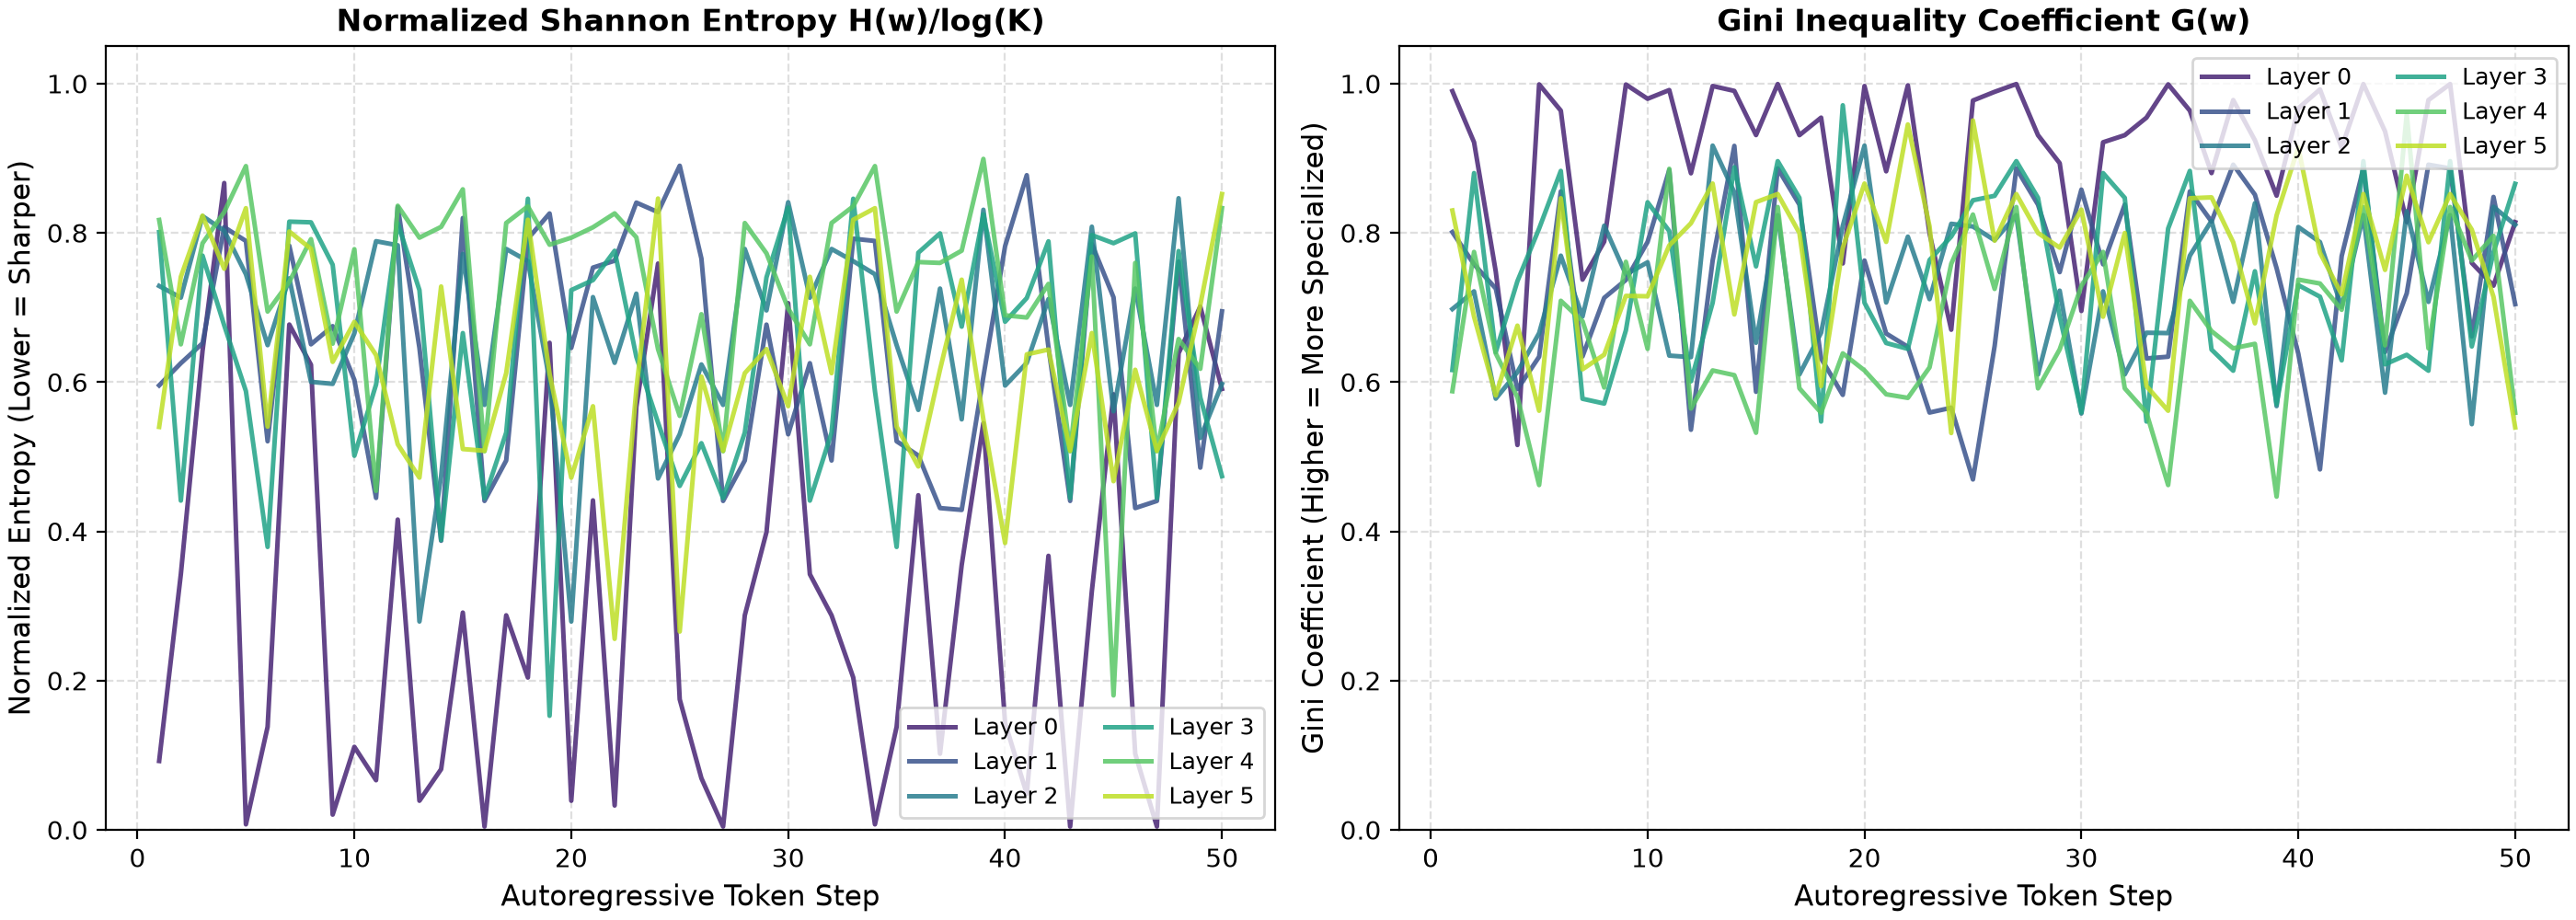 Normalized Shannon Entropy H(w)/log(K)
Normalized Entropy (Lower = Sharper)
1.0
0.8
0.6
0.4
0.2
0.0
0 10 20 30 40 50
Autoregressive Token Step
Layer 0 Layer 3
Layer 1 Layer 4
Layer 2 Layer 5
Gini Inequality Coefficient G(w)
Gini Coefficient (Higher = More Specialized)
1.0
0.8
0.6
0.4
0.2
0.0
0 10 20 30 40 50
Autoregressive Token Step
Layer 0 Layer 3
Layer 1 Layer 4
Layer 2 Layer 5